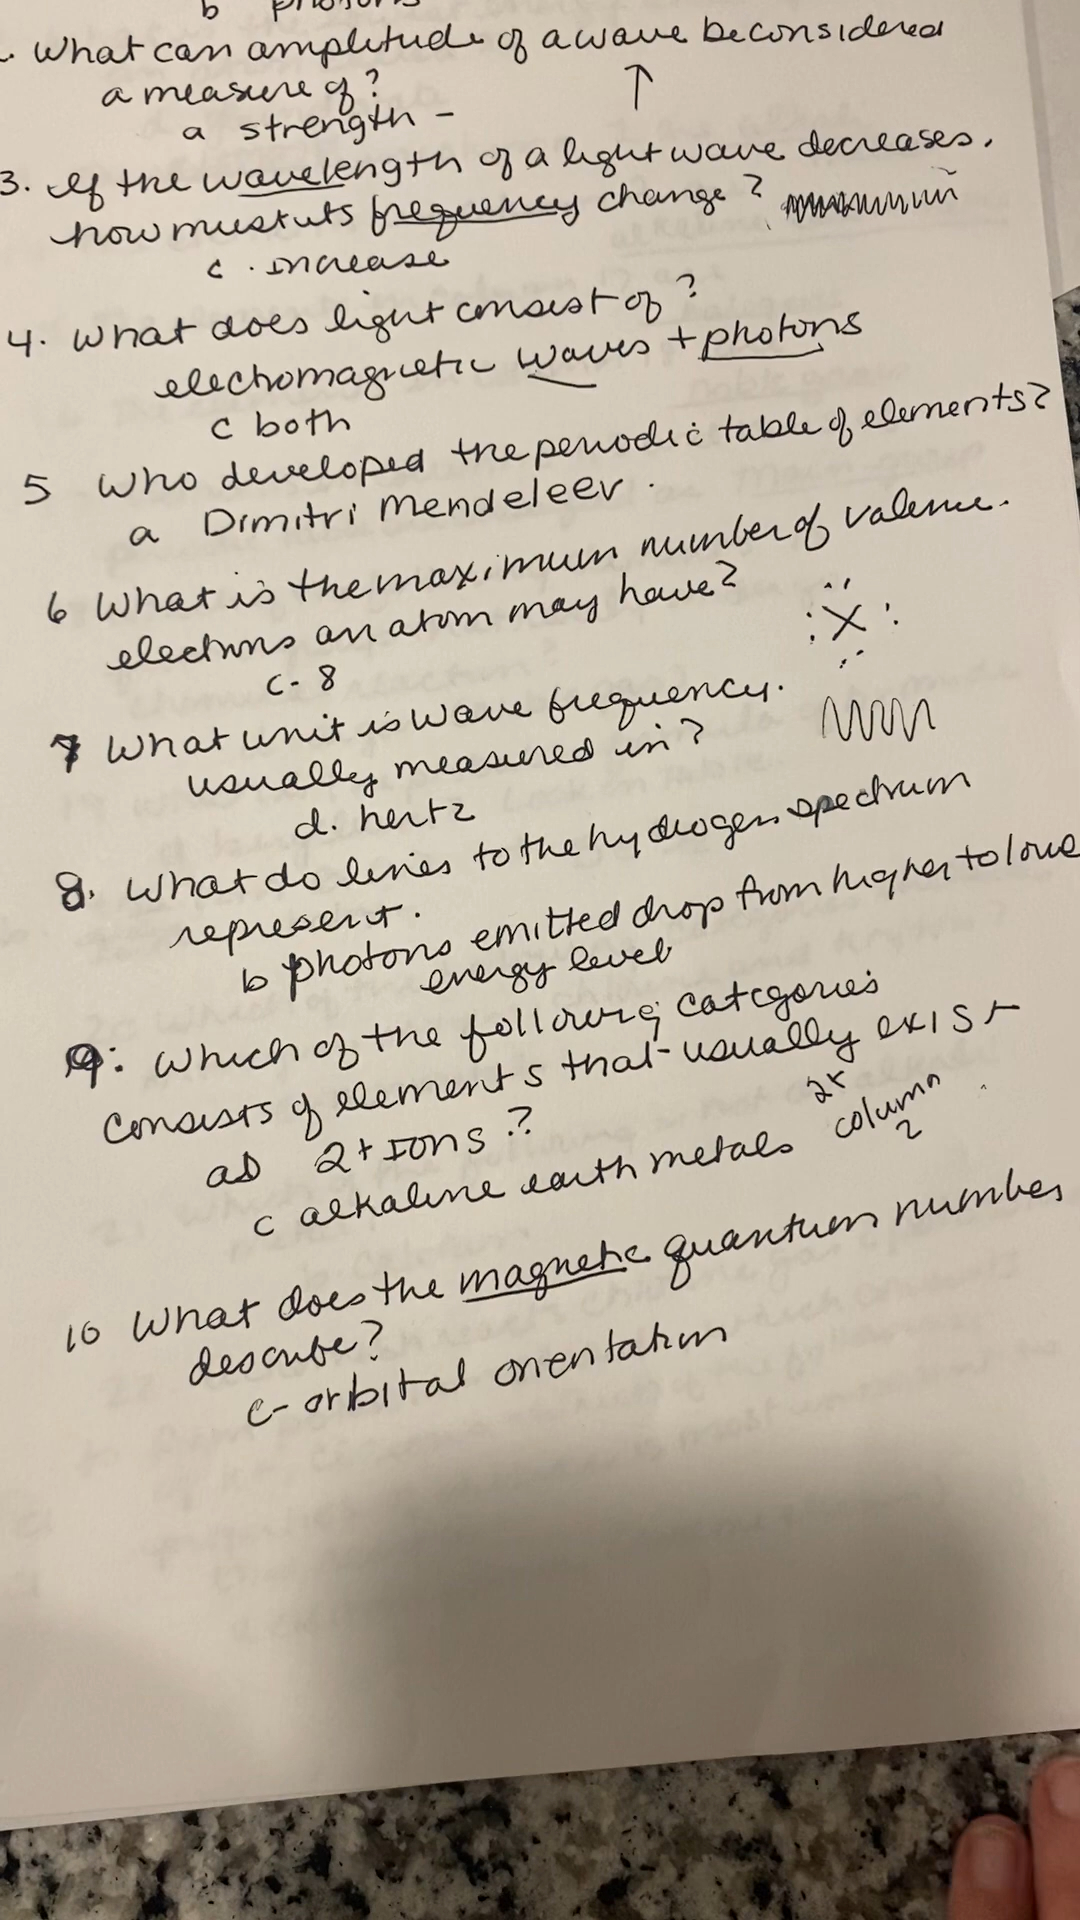 b photons
. What can amplitude of a wave be considered
a measure of?
a strength -
3. If the wavelength of a light wave decreases.
how must its frequency change?
c. increase
4. What does light consist of?
electromagnetic waves + photons
c both
5 Who developed the periodic table of elements?
a Dimitri Mendeleev.
6 What is the maximum number of valence.
electrons an atom may have?
: X :
c- 8
7 What unit is wave frequency.
usually measured in?
d. hertz
8. What do lines to the hydrogen spectrum
represent.
b photons emitted drop from higher to lowe
energy level
9: Which of the following categories
consists of elements that usually exist
as 2+ ions?
2+
column
2
c alkaline earth metals
10 What does the magnetic quantum number
describe?
c- orbital orientation